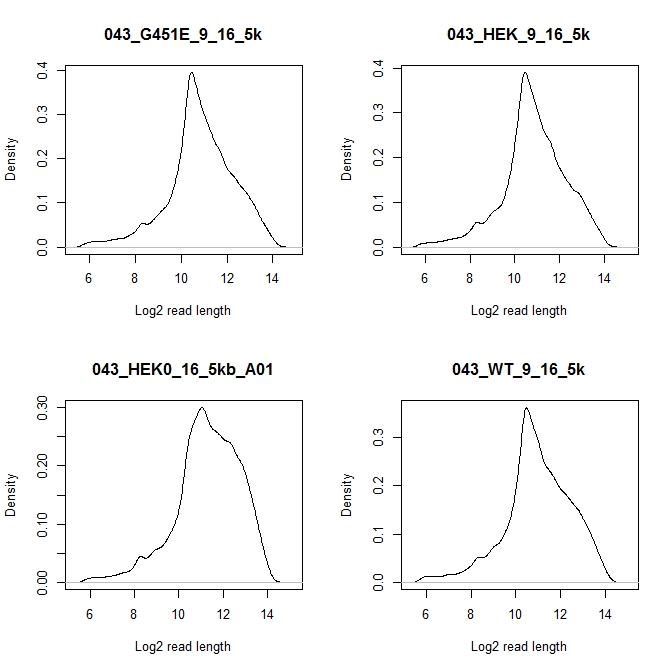 043_G451E_9_16_5k
Density
0.0 0.1 0.2 0.3 0.4
6 8 10 12 14
Log2 read length
043_HEK_9_16_5k
Density
0.0 0.1 0.2 0.3 0.4
6 8 10 12 14
Log2 read length
043_HEK0_16_5kb_A01
Density
0.00 0.10 0.20 0.30
6 8 10 12 14
Log2 read length
043_WT_9_16_5k
Density
0.0 0.1 0.2 0.3
6 8 10 12 14
Log2 read length